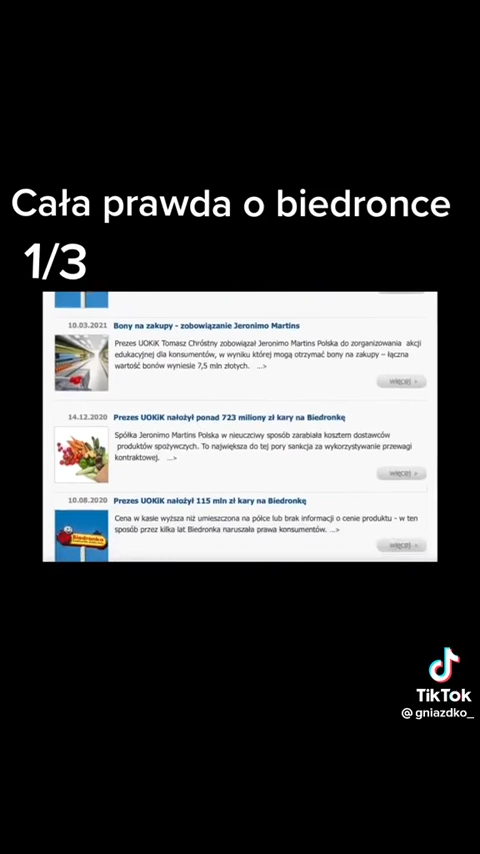 Cała prawda o biedronce
1/3
10.03.2021 Bony na zakupy - zobowiązanie Jeronimo Martins
Prezes UOKiK Tomasz Chróstny zobowiązał Jeronimo Martins Polska do zorganizowania akcji
edukacyjnej dla konsumentów, w wyniku której mogą otrzymać bony na zakupy – łączna
wartość bonów wyniesie 7,5 mln złotych. ...>
więcej »
14.12.2020 Prezes UOKiK nałożył ponad 723 miliony zł kary na Biedronkę
Spółka Jeronimo Martins Polska w nieuczciwy sposób zarabiała kosztem dostawców
produktów spożywczych. To największa do tej pory sankcja za wykorzystywanie przewagi
kontraktowej. ...>
więcej »
10.08.2020 Prezes UOKiK nałożył 115 mln zł kary na Biedronkę
Cena w kasie wyższa niż umieszczona na półce lub brak informacji o cenie produktu - w ten
sposób przez kilka lat Biedronka naruszała prawa konsumentów. ...>
Biedronka
więcej »
TikTok
@gniazdko_